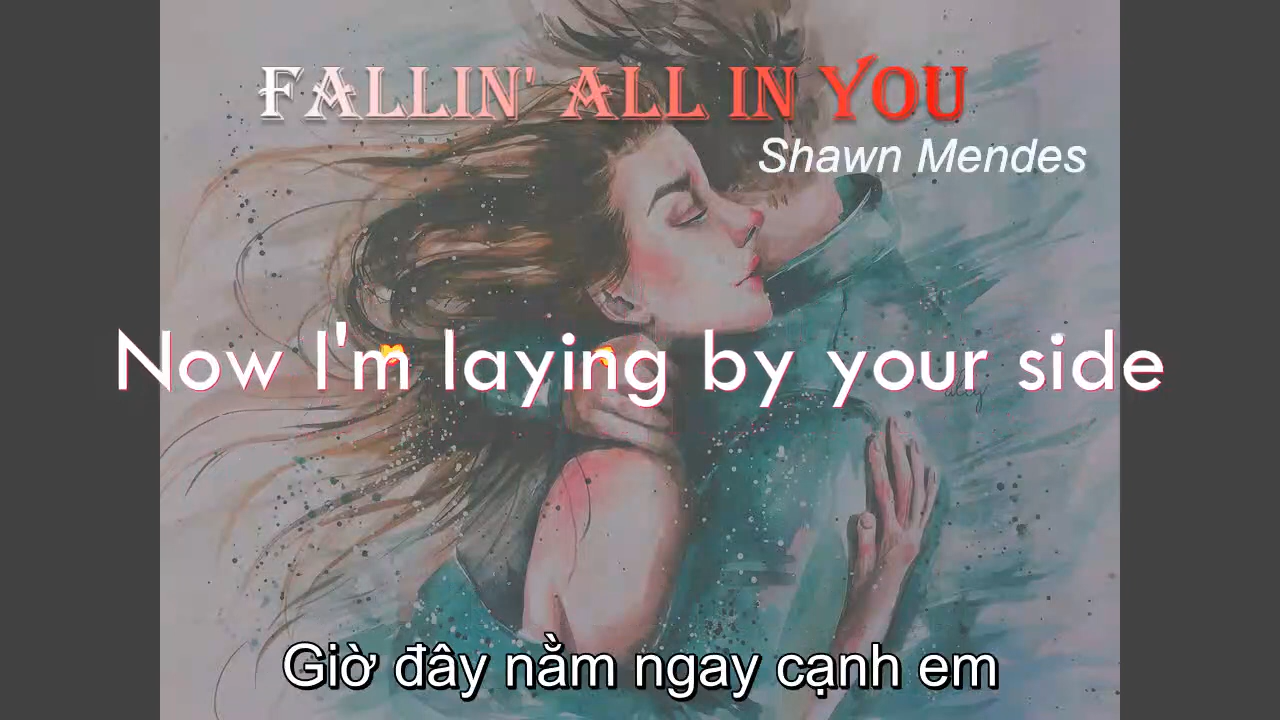 FALLIN' ALL IN YOU
Shawn Mendes
Now I'm laying by your side
Giờ đây nằm ngay cạnh em